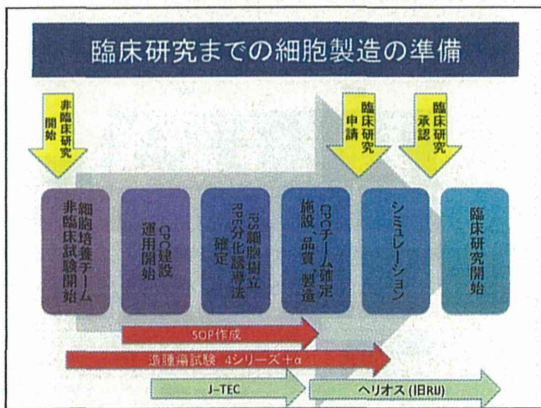 臨床研究までの細胞製造の準備
非臨床研究
開始
臨床研究
申請
臨床研究
承認
細胞培養チーム
非臨床試験開始
CPC建設
運用開始
iPS細胞樹立
RPE分化誘導法
確定
CPCチーム確定
施設、品質、製造
シミュレーション
臨床研究開始
SOP作成
造腫瘍試験 4シリーズ+α
J-TEC
ヘリオス(旧RIJ)